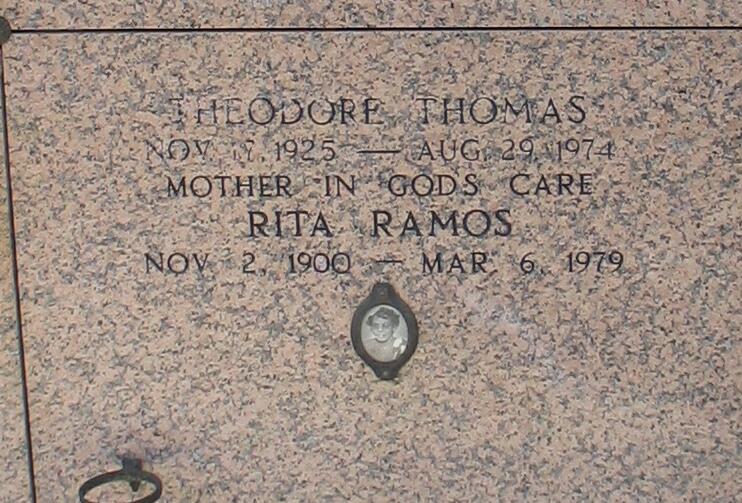 THEODORE THOMAS
NOV 1925 — AUG. 29, 1974
MOTHER IN GODS CARE
RITA RAMOS
NOV 2, 1900 — MAR 6, 1979